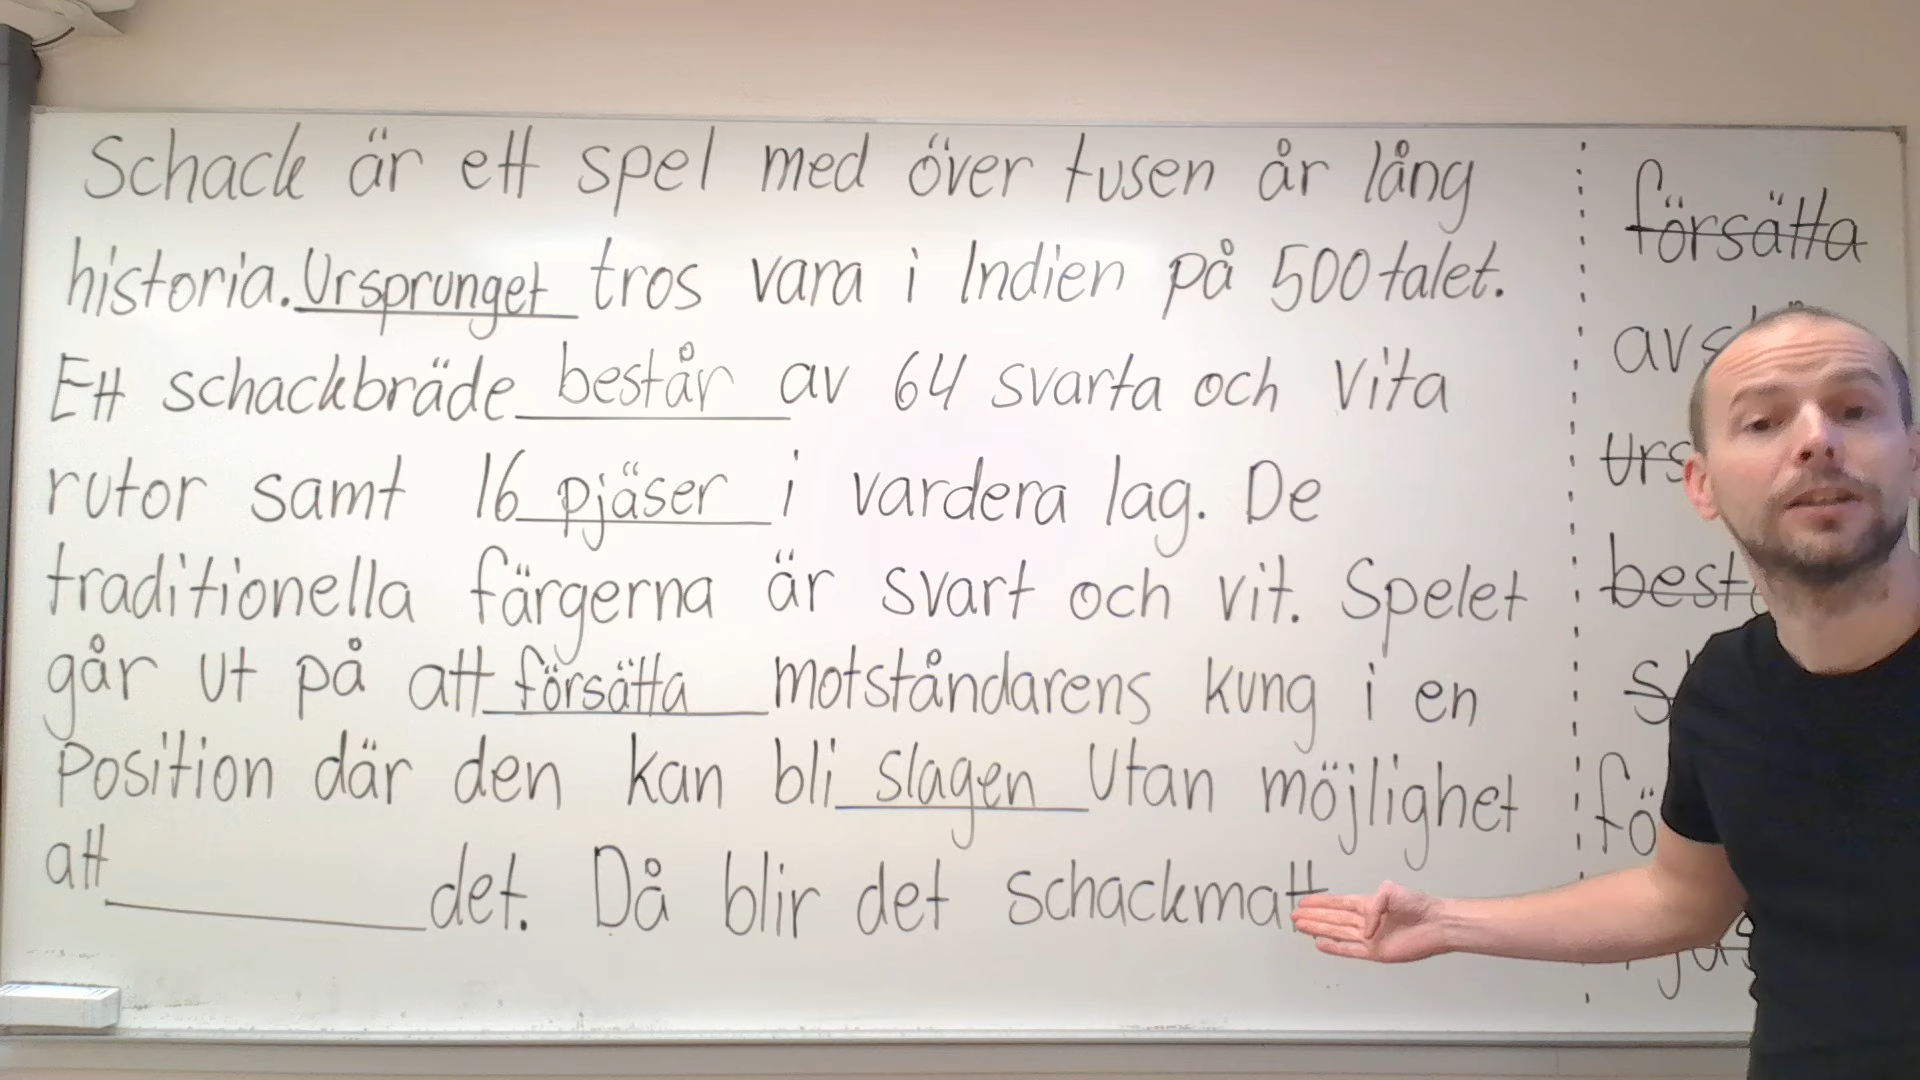 Schack är ett spel med över tusen år lång
historia. Ursprunget tros vara i Indien på 500 talet.
Ett schackbräde består av 64 svarta och vita
rutor samt 16 pjäser i vardera lag. De
traditionella färgerna är svart och vit. Spelet
går ut på att försätta motståndarens kung i en
position där den kan bli slagen utan möjlighet
att ________ det. Då blir det schackmatt
försätta